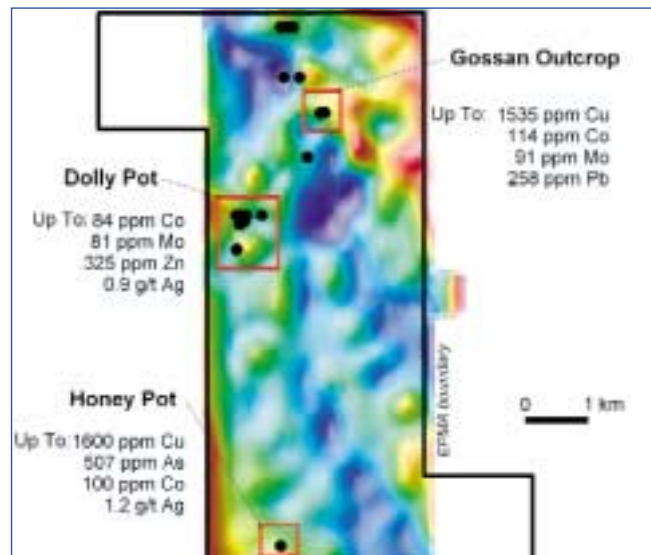 Gossan Outcrop
Up To: 1535 ppm Cu
114 ppm Co
91 ppm Mo
258 ppm Pb
Dolly Pot
Up To: 84 ppm Co
81 ppm Mo
325 ppm Zn
0.9 g/t Ag
EPMA boundary
0 1 km
Honey Pot
Up To: 1600 ppm Cu
507 ppm As
100 ppm Co
1.2 g/t Ag